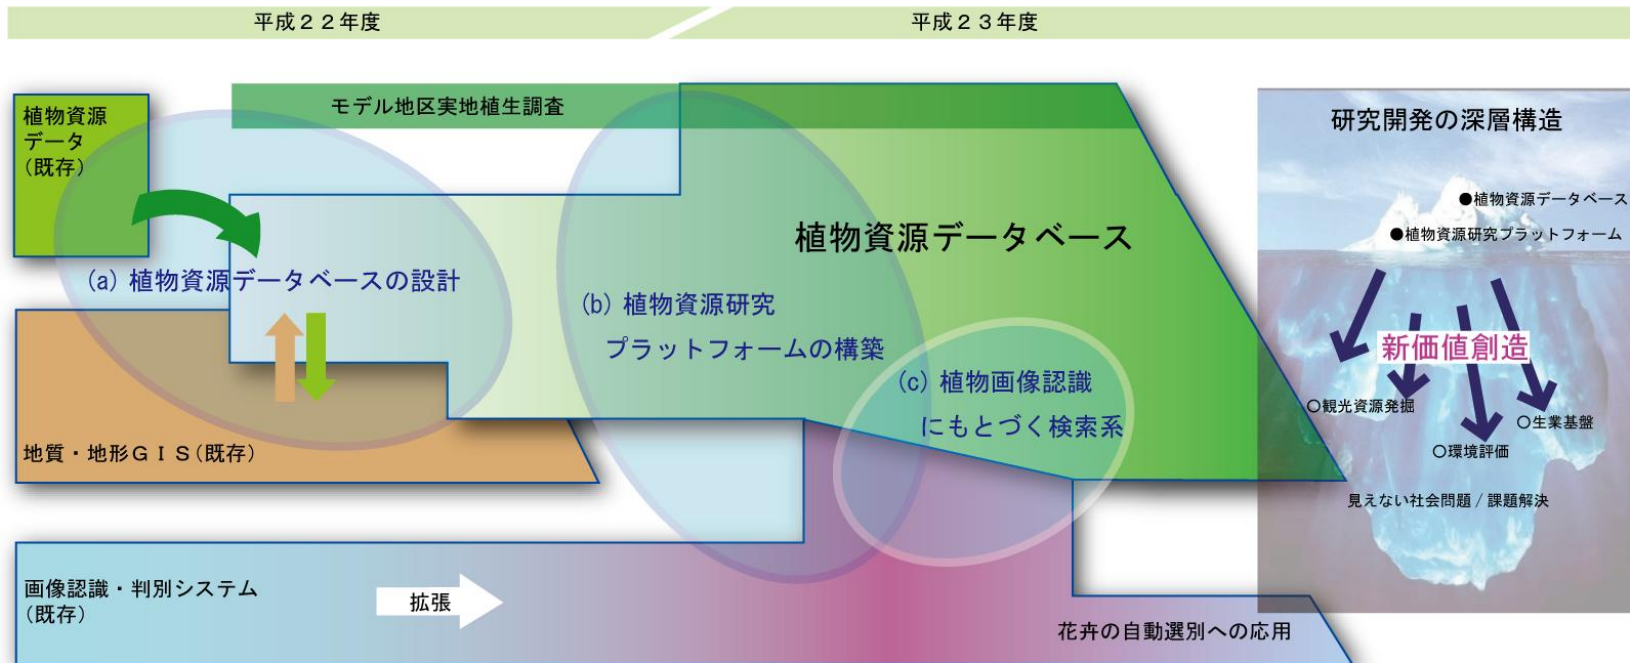 平成２２年度
平成２３年度
植物資源
データ
(既存)
モデル地区実地植生調査
植物資源データベース
(a) 植物資源データベースの設計
(b) 植物資源研究
プラットフォームの構築
(c) 植物画像認識
にもとづく検索系
地質・地形ＧＩＳ(既存)
画像認識・判別システム
(既存)
拡張
花卉の自動選別への応用
研究開発の深層構造
●植物資源データベース
●植物資源研究プラットフォーム
新価値創造
○観光資源発掘
○生業基盤
○環境評価
見えない社会問題 / 課題解決